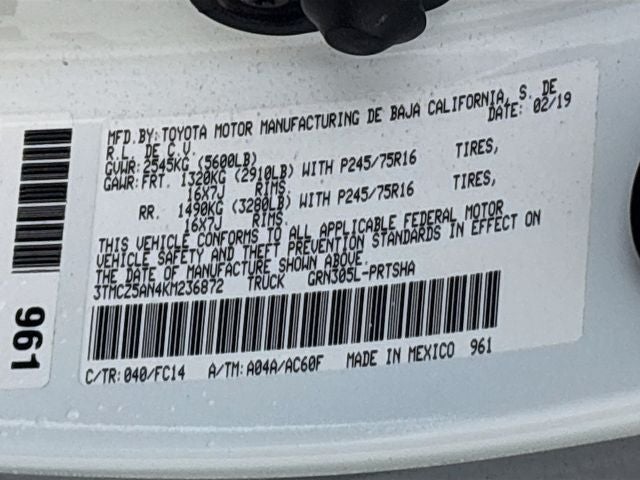 MFD.BY: TOYOTA MOTOR MANUFACTURING DE BAJA CALIFORNIA, S. DE
R.L. DE C.V. DATE: 02/19
GVWR: 2545KG (5600LB)
GAWR: FRT. 1320KG (2910LB) WITH P245/75R16 TIRES,
16X7J RIMS.
RR. 1490KG (3280LB) WITH P245/75R16 TIRES,
16X7J RIMS.
THIS VEHICLE CONFORMS TO ALL APPLICABLE FEDERAL MOTOR
VEHICLE SAFETY AND THEFT PREVENTION STANDARDS IN EFFECT ON
THE DATE OF MANUFACTURE SHOWN ABOVE.
3TMCZ5AN4KM236872 TRUCK GRN305L-PRTSHA
C/TR: 040/FC14 A/TM: A04A/AC60F MADE IN MEXICO 961
961